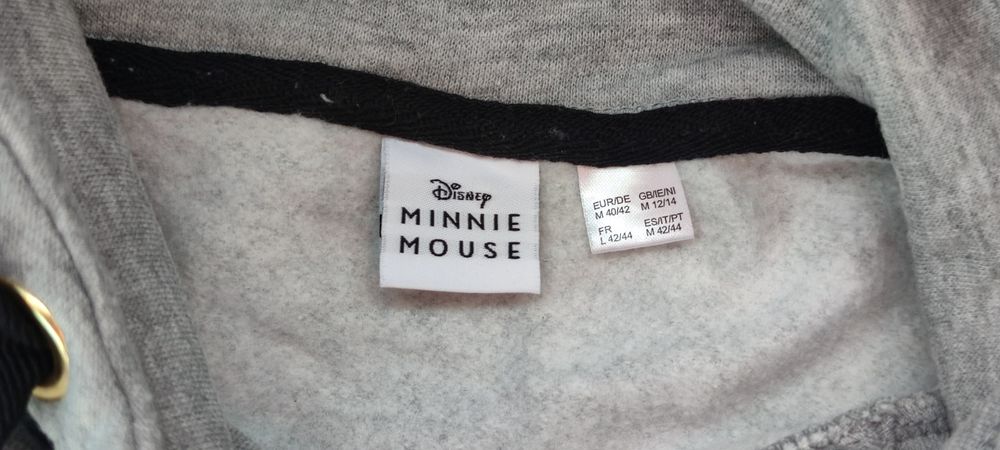 Disney
MINNIE
MOUSE
EUR/DE GB/IE/NI
M 40/42 M 12/14
FR ES/IT/PT
L 42/44 M 42/44